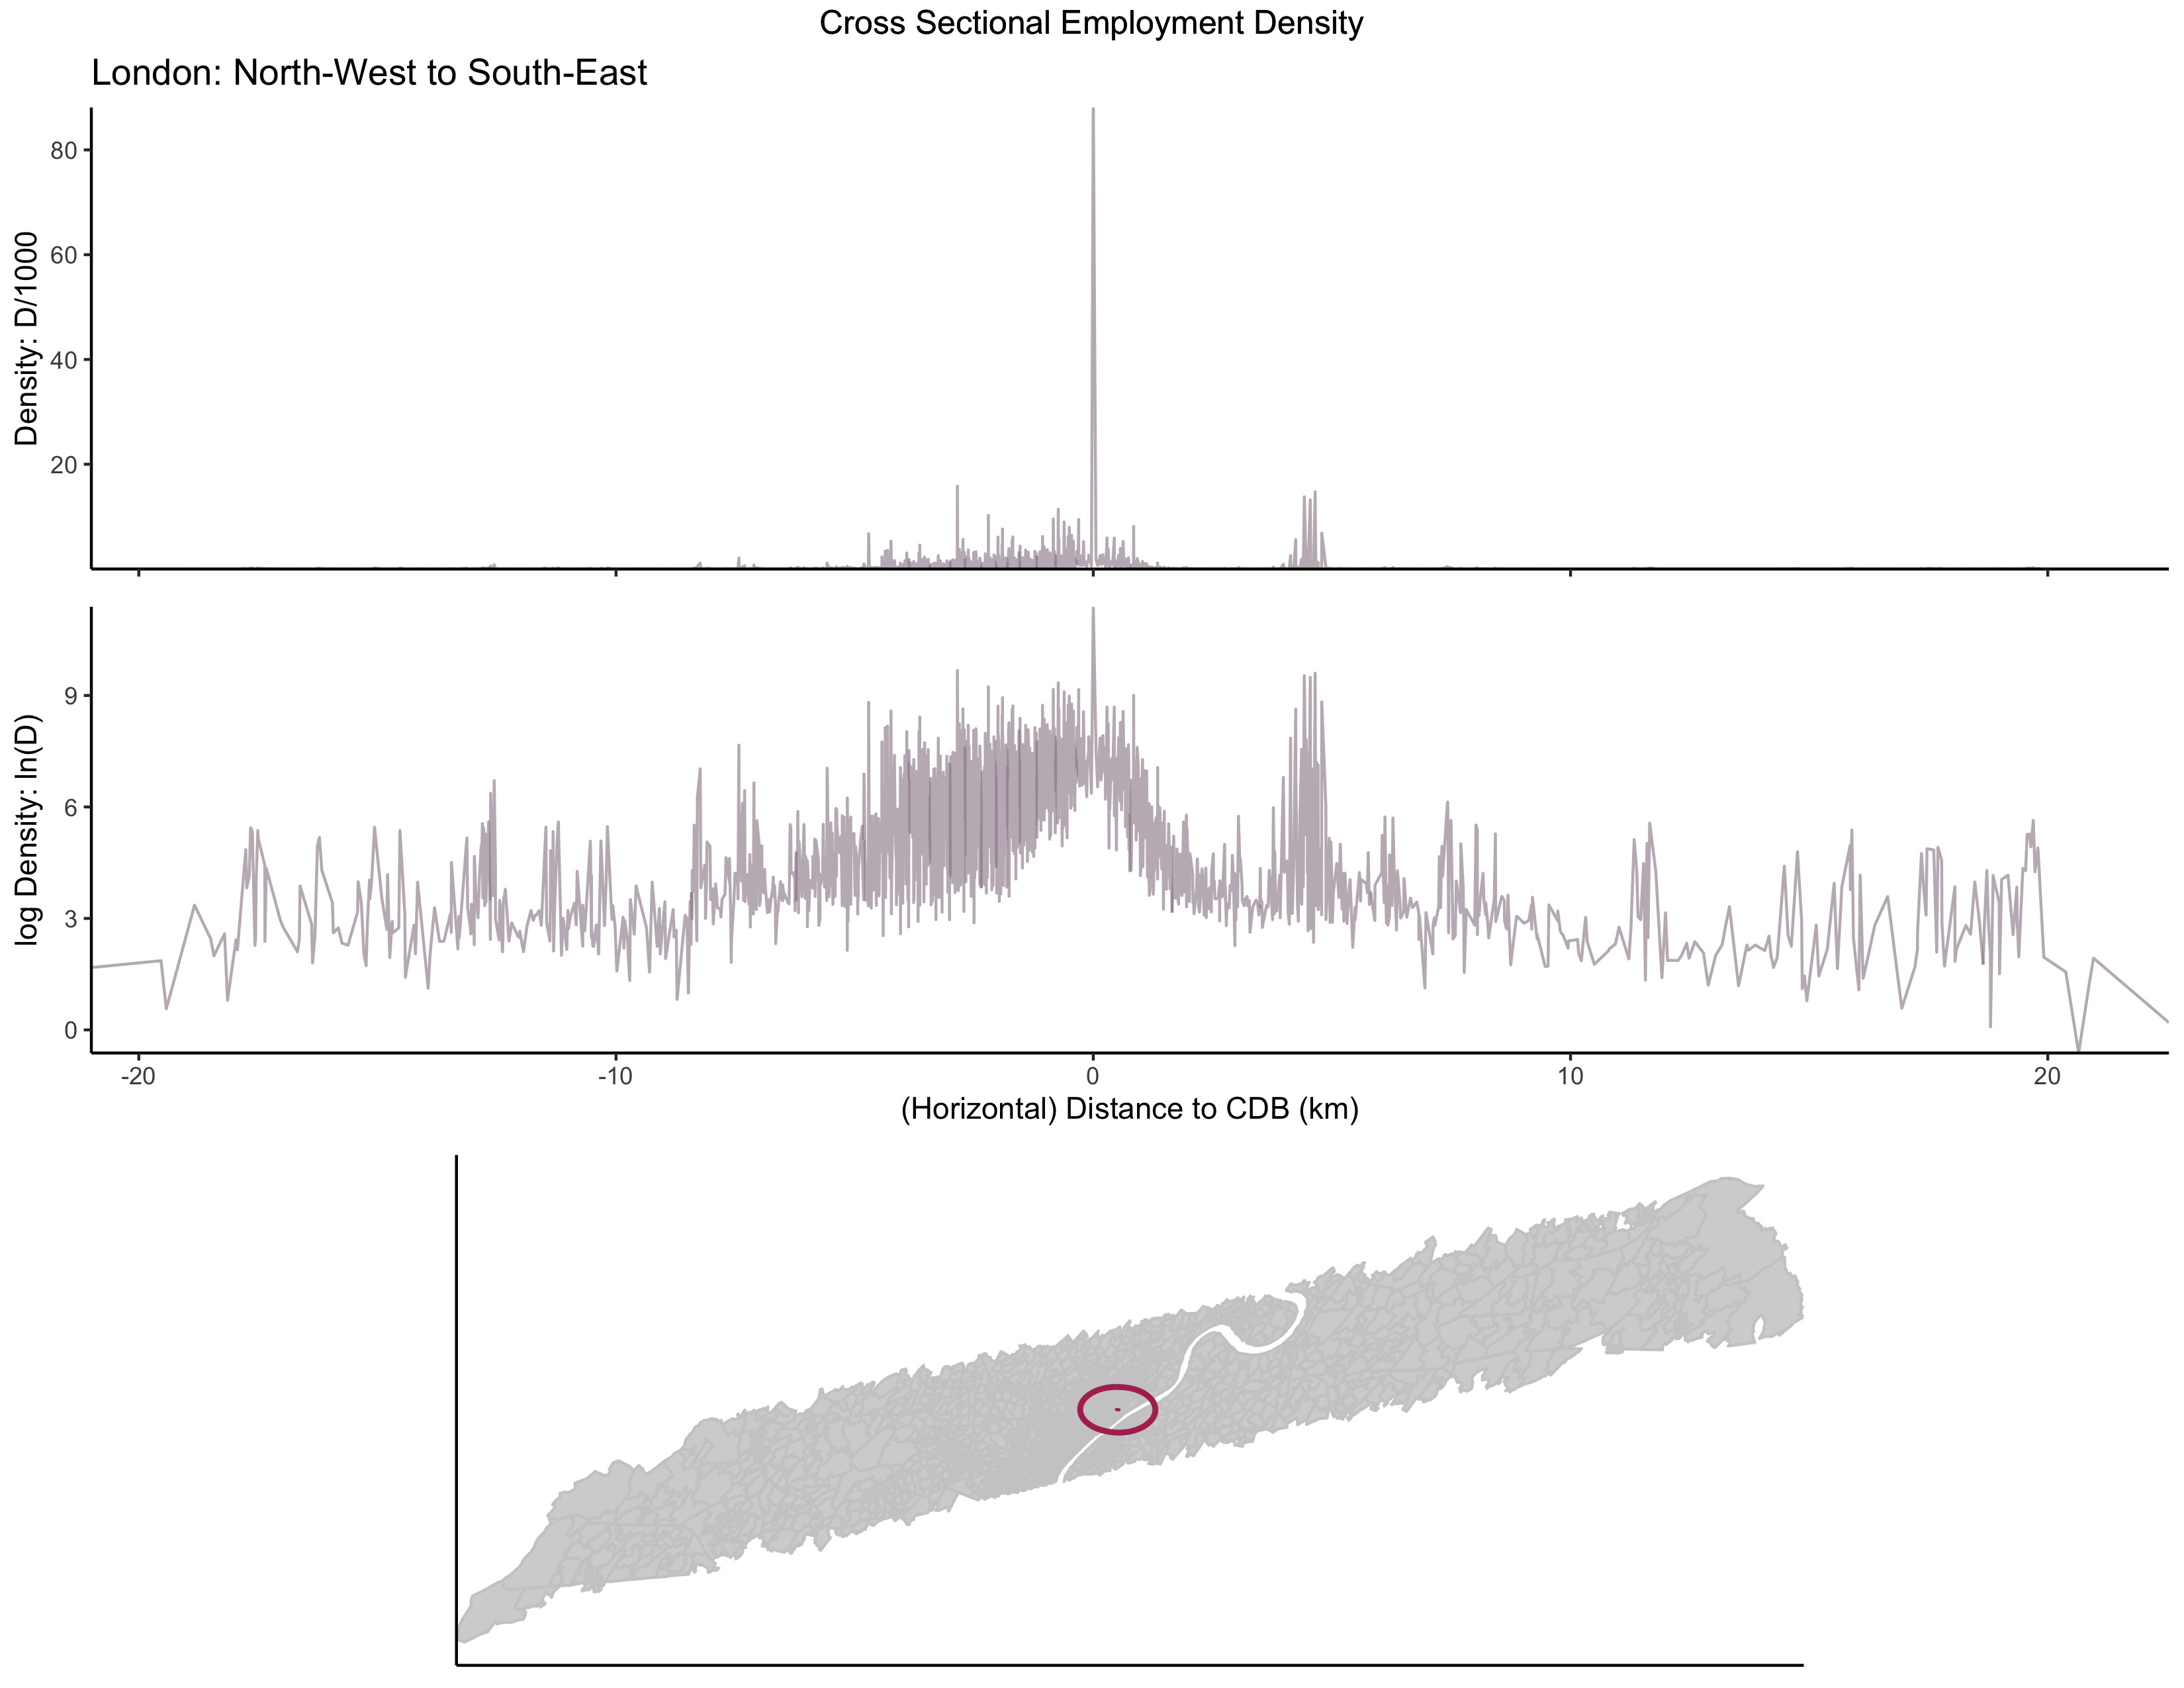 Cross Sectional Employment Density
London: North-West to South-East
Density: D/1000
80
60
40
20
log Density: ln(D)
9
6
3
0
-20 -10 0 10 20
(Horizontal) Distance to CDB (km)